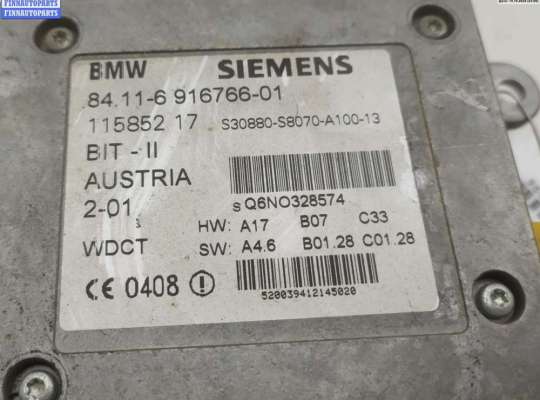 FINNAUTOPARTS
BMW SIEMENS
84.11-6 916766-01
115852 17 S30880-S8070-A100-13
BIT - II
AUSTRIA
sQ6NO328574
2-01
HW: A17 B07 C33
WDCT SW: A4.6 B01.28 C01.28
CE 0408
520039412145020